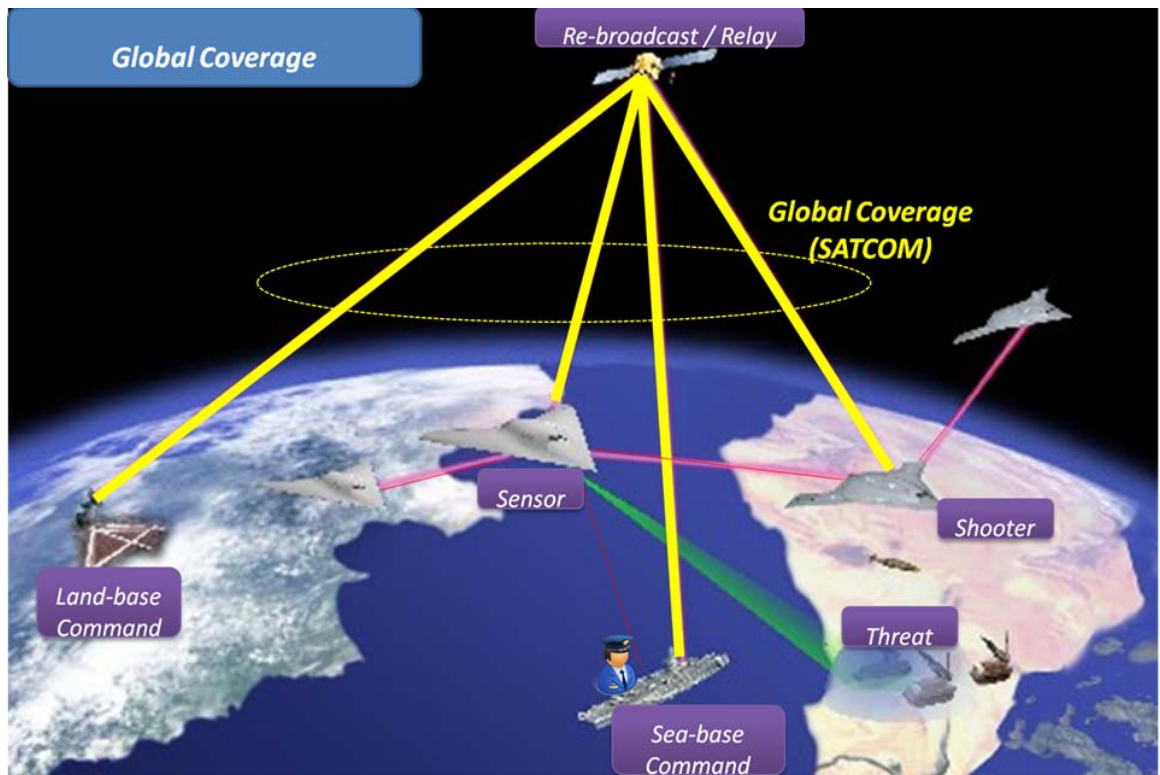 Global Coverage
Re-broadcast / Relay
Global Coverage
(SATCOM)
Sensor
Shooter
Land-base
Command
Threat
Sea-base
Command